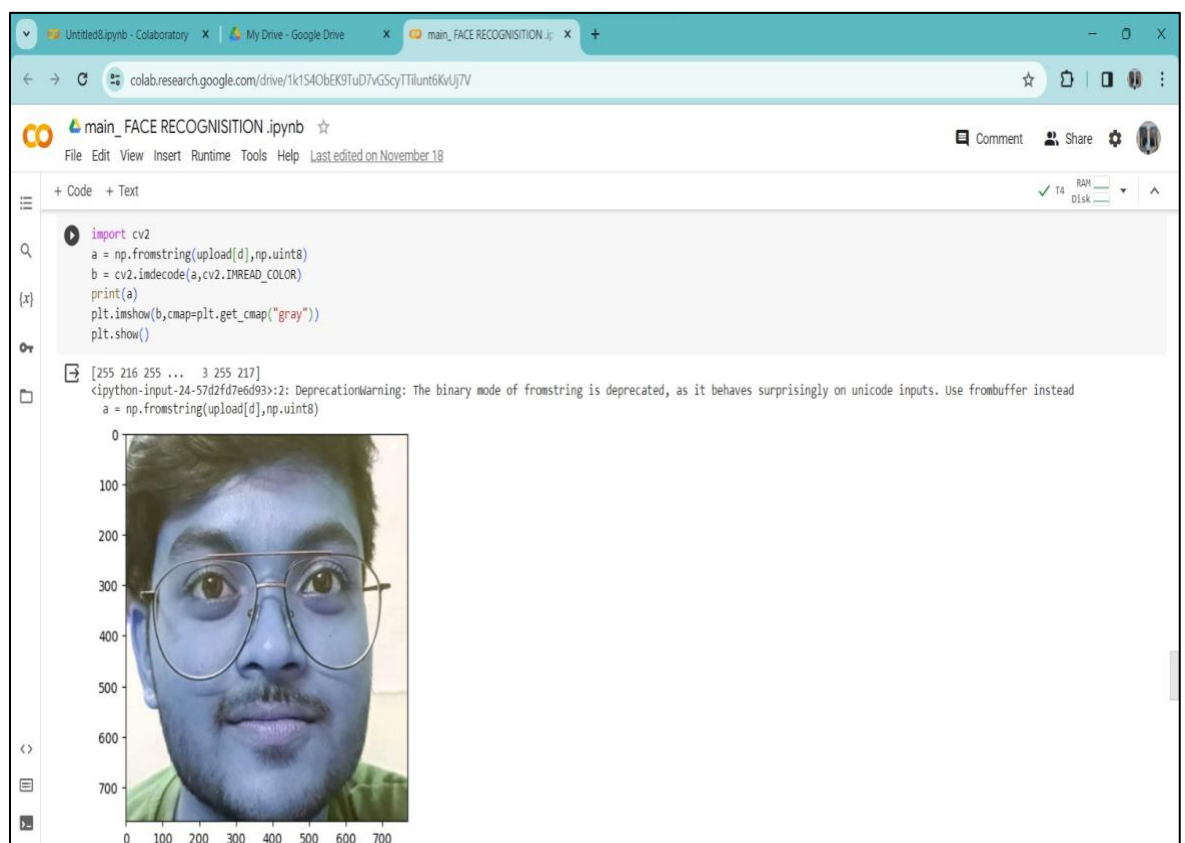 Untitled8.ipynb - Colaboratory
My Drive - Google Drive
main_ FACE RECOGNISITION .ip
colab.research.google.com/drive/1k1S4ObEK9TuD7vGScyTTilunt6KvUj7V
main_ FACE RECOGNISITION .ipynb
Comment
Share
File Edit View Insert Runtime Tools Help Last edited on November 18
+ Code + Text
T4 RAM
Disk
import cv2
a = np.fromstring(upload[d],np.uint8)
b = cv2.imdecode(a,cv2.IMREAD_COLOR)
print(a)
plt.imshow(b,cmap=plt.get_cmap("gray"))
plt.show()
{x}
[255 216 255 ... 3 255 217]
<ipython-input-24-57d2fd7e6d93>:2: DeprecationWarning: The binary mode of fromstring is deprecated, as it behaves surprisingly on unicode inputs. Use frombuffer instead
a = np.fromstring(upload[d],np.uint8)
0
100
200
300
400
500
600
700
0 100 200 300 400 500 600 700